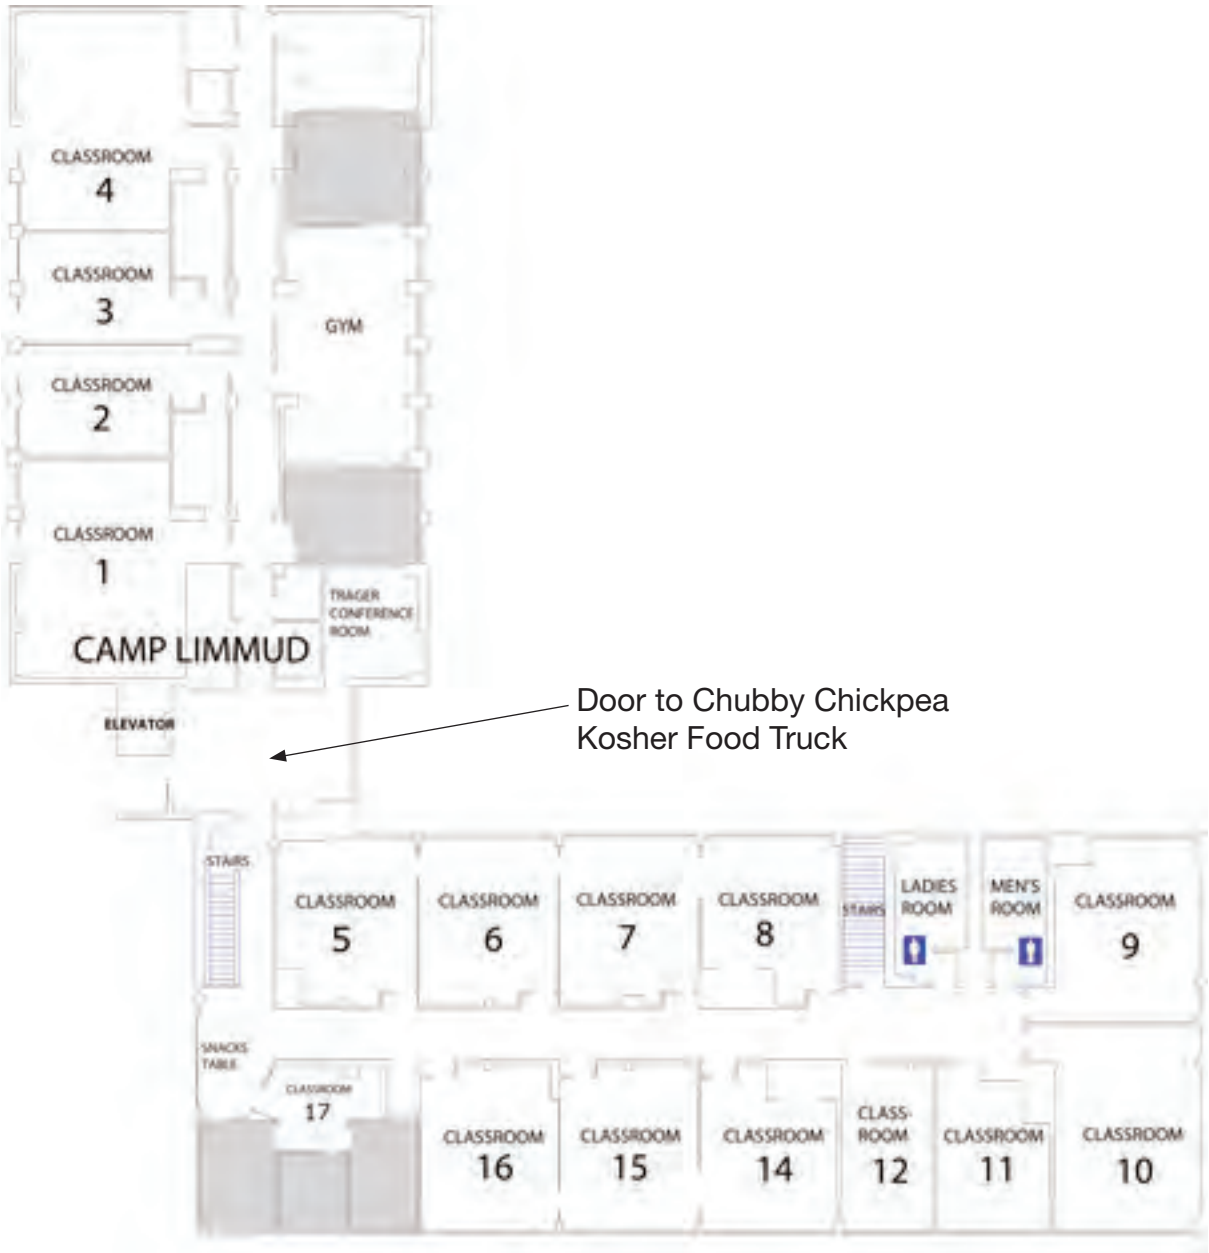 CLASSROOM
4
CLASSROOM
3
GYM
CLASSROOM
2
CLASSROOM
1
TRAGER
CONFERENCE
ROOM
CAMP LIMMUD
ELEVATOR
Door to Chubby Chickpea
Kosher Food Truck
STAIRS
CLASSROOM
5
CLASSROOM
6
CLASSROOM
7
CLASSROOM
8
STAIRS
LADIES
ROOM
MEN'S
ROOM
CLASSROOM
9
SNACKS
TABLE
CLASSROOM
17
CLASSROOM
16
CLASSROOM
15
CLASSROOM
14
CLASS-
ROOM
12
CLASSROOM
11
CLASSROOM
10